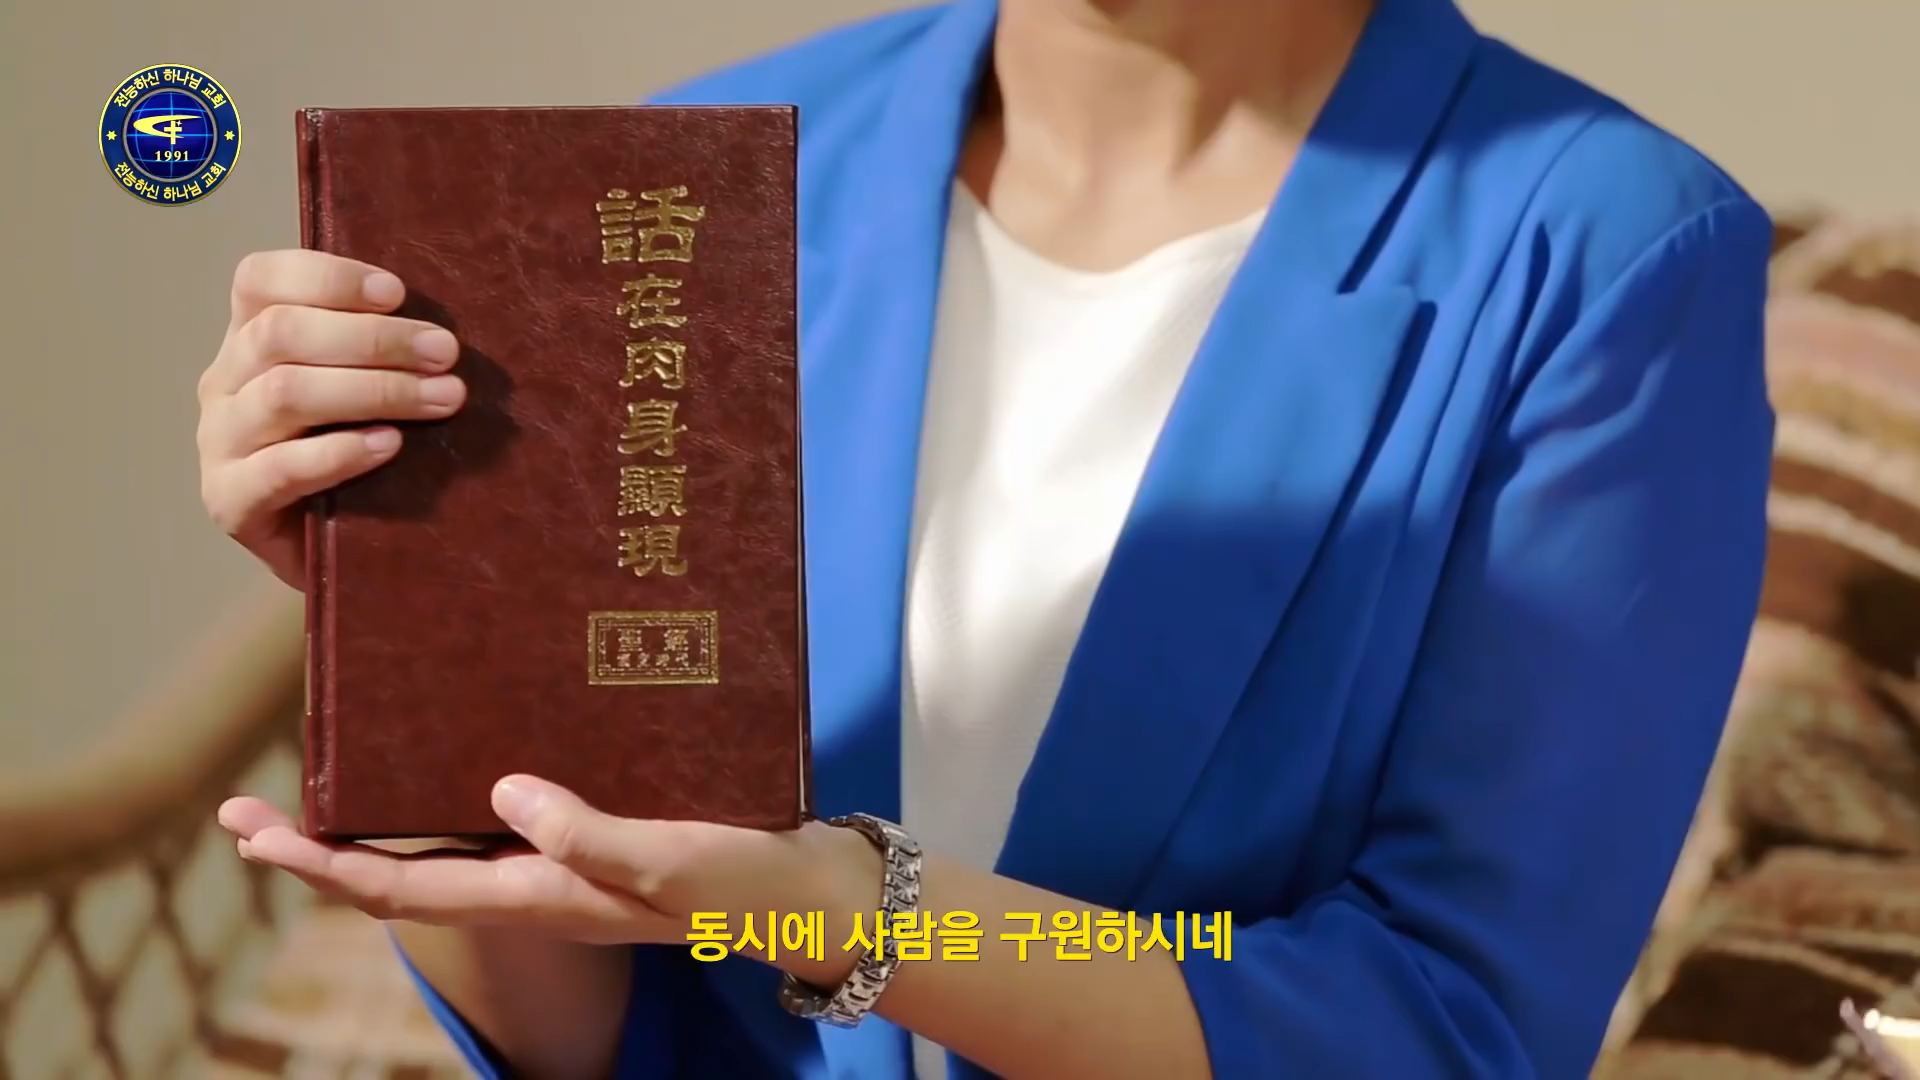 전능하신 하나님 교회
1991
전능하신 하나님 교회
話在肉身顯現
동시에 사람을 구원하시네